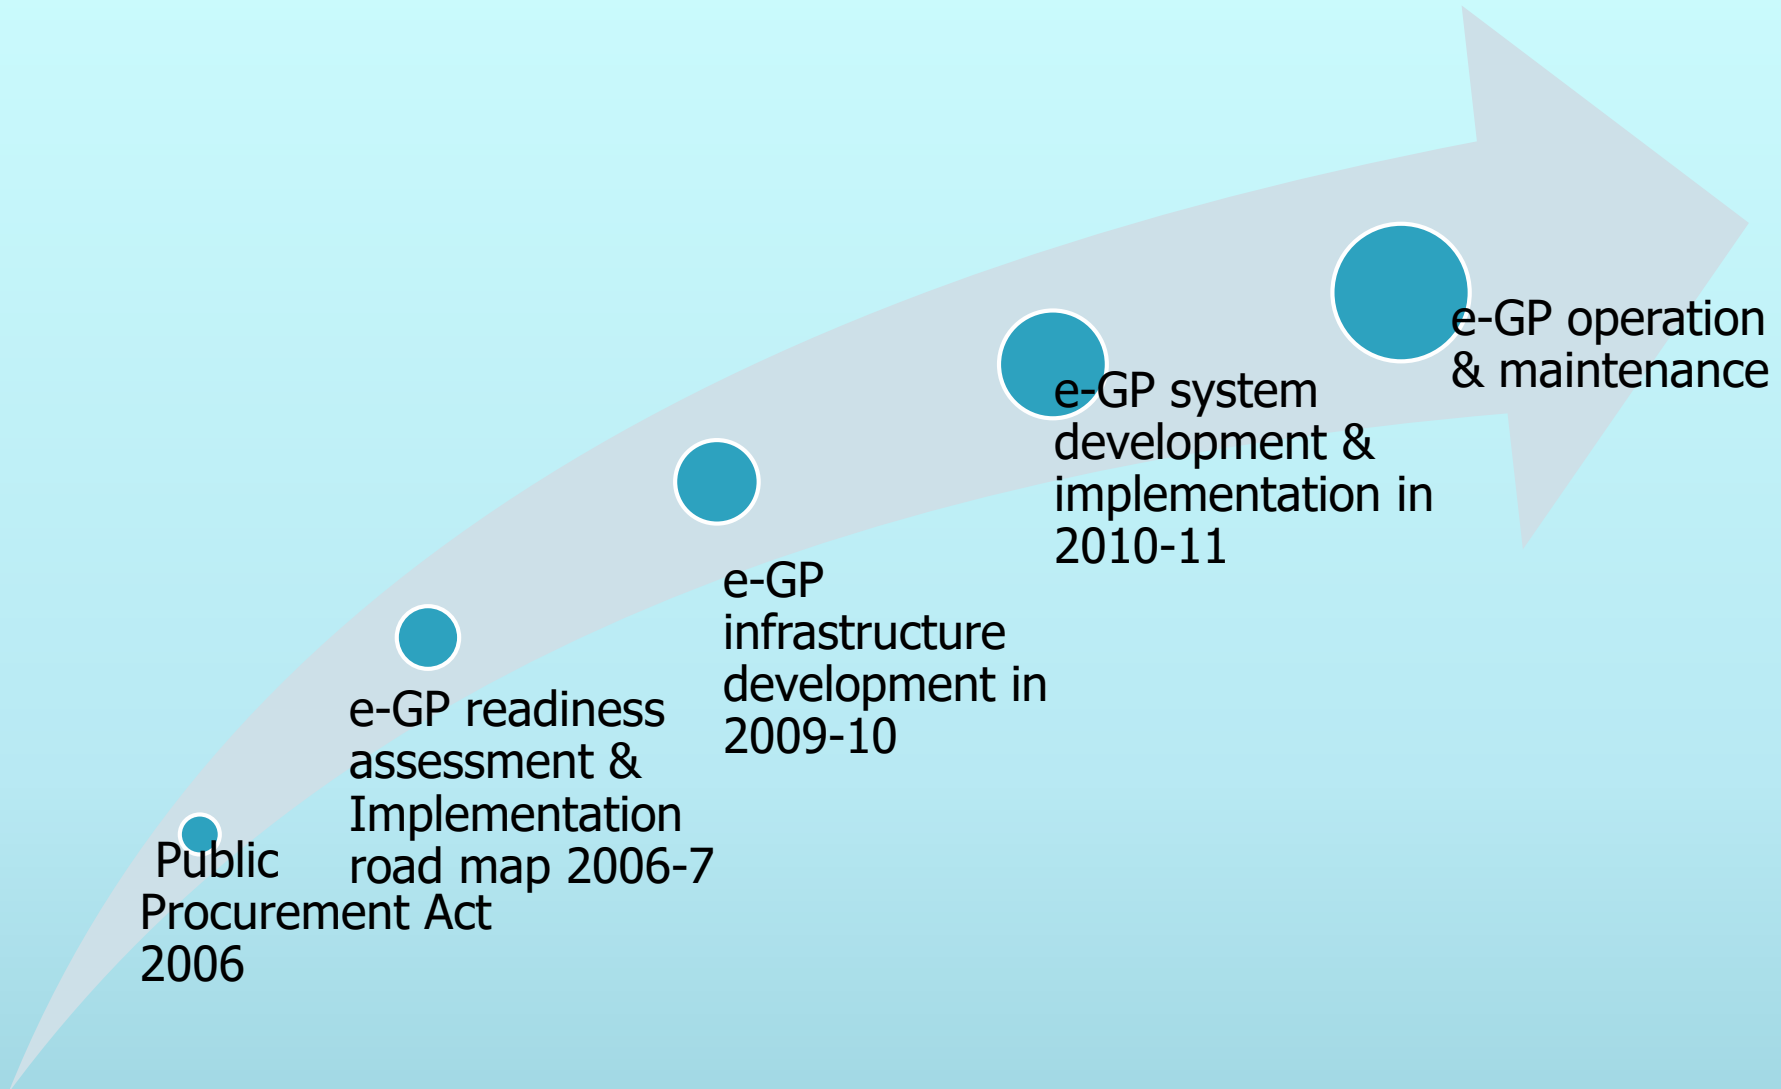 Public
Procurement Act
2006
e-GP readiness
assessment &
Implementation
road map 2006-7
e-GP
infrastructure
development in
2009-10
e-GP system
development &
implementation in
2010-11
e-GP operation
& maintenance